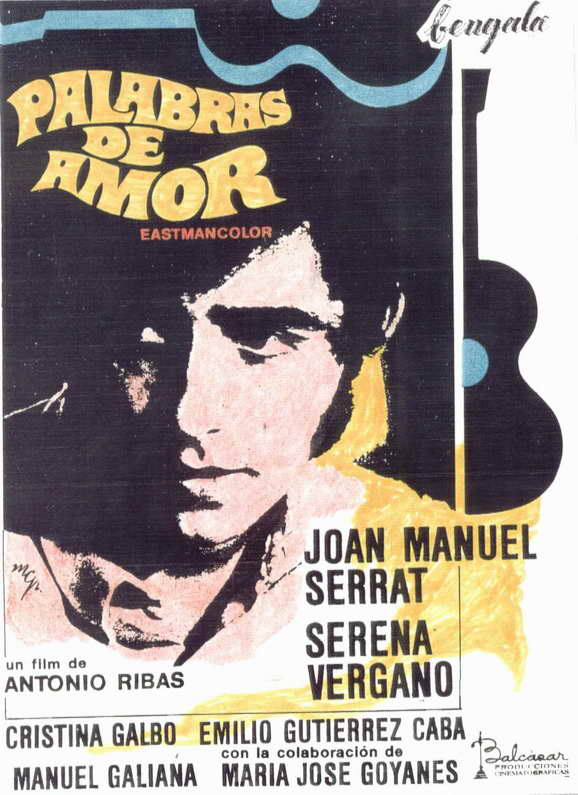 Bengala
PALABRAS
DE
AMOR
EASTMANCOLOR
JOAN MANUEL
SERRAT
SERENA
VERGANO
mcp.
un film de
ANTONIO RIBAS
CRISTINA GALBO EMILIO GUTIERREZ CABA
con la colaboración de
MANUEL GALIANA MARIA JOSE GOYANES
Balcázar
PRODUCCIONES
CINEMATOGRAFICAS